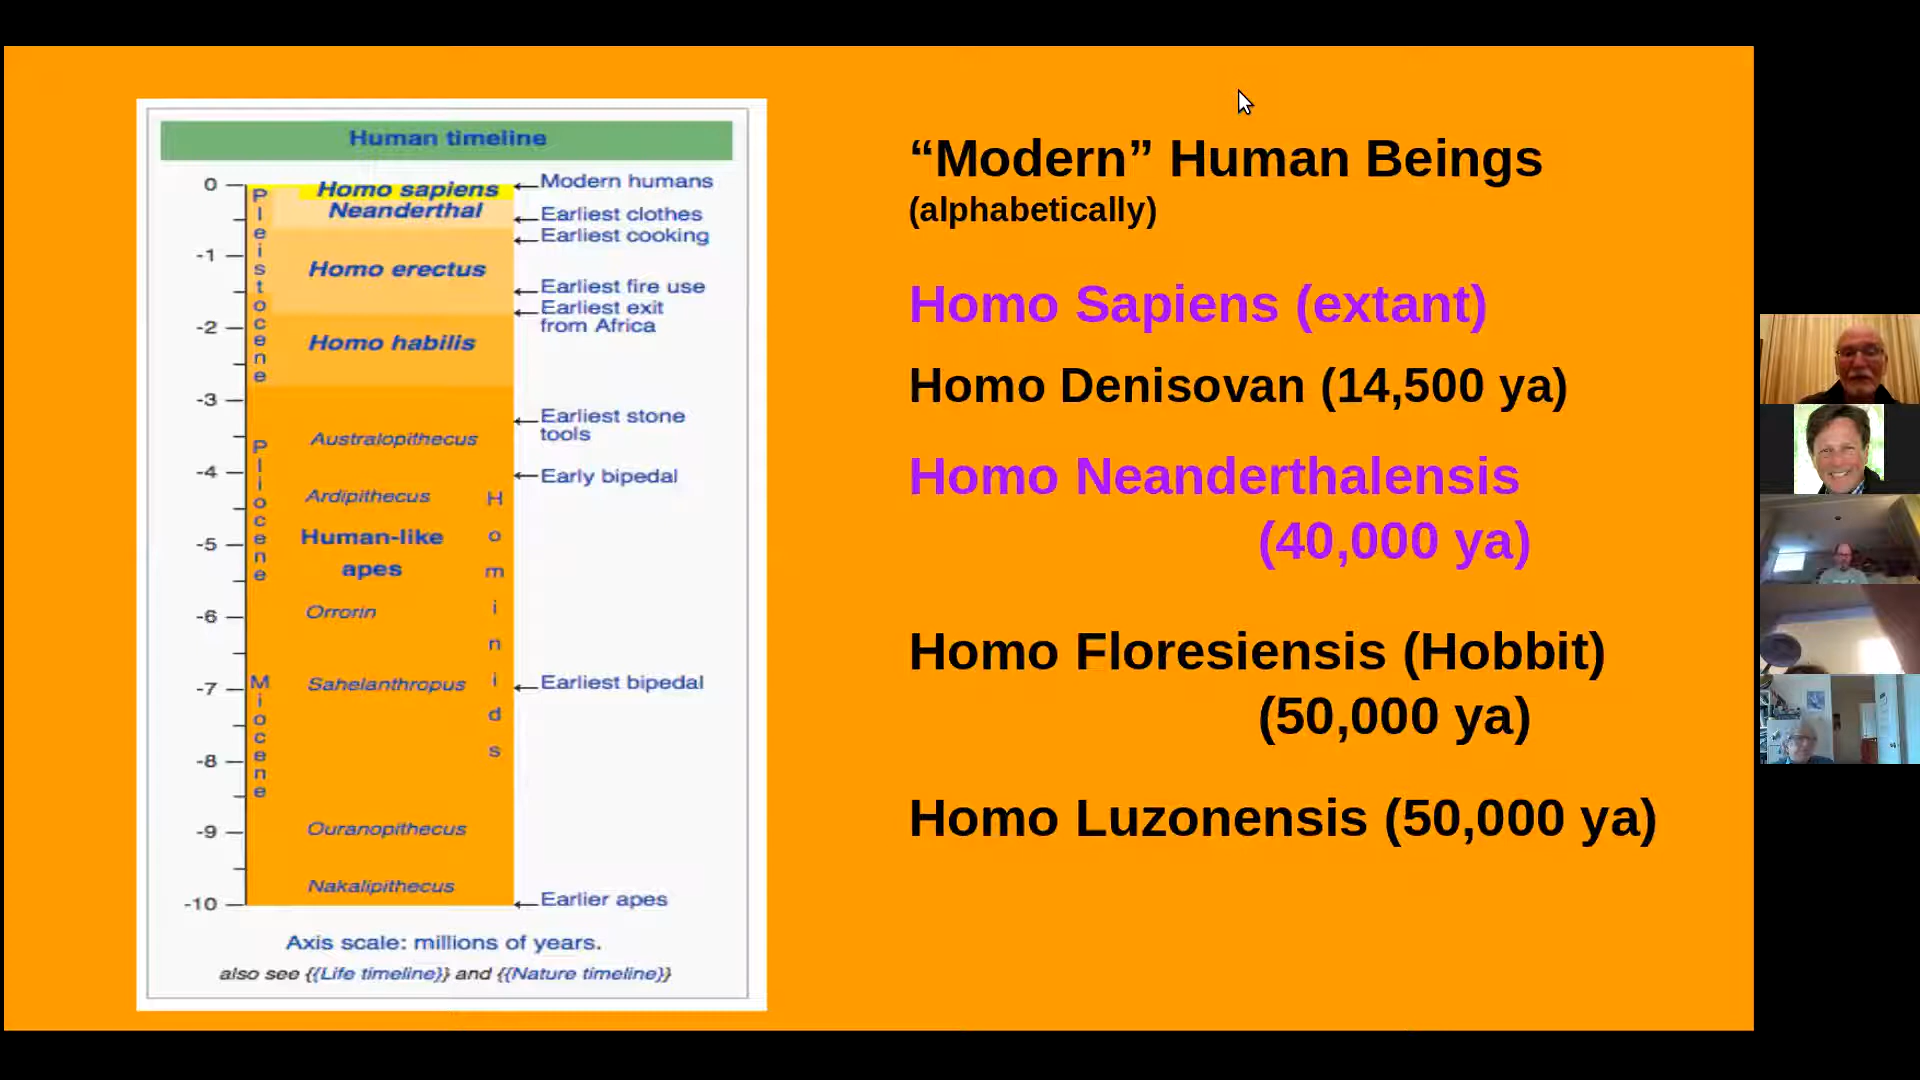 Human timeline
0
-1
-2
-3
-4
-5
-6
-7
-8
-9
-10
Pleistocene
Pliocene
Miocene
Homo sapiens
Neanderthal
Homo erectus
Homo habilis
Australopithecus
Ardipithecus
Human-like
apes
Orrorin
Sahelanthropus
Ouranopithecus
Nakalipithecus
Hominids
Modern humans
Earliest clothes
Earliest cooking
Earliest fire use
Earliest exit
from Africa
Earliest stone
tools
Early bipedal
Earliest bipedal
Earlier apes
Axis scale: millions of years.
also see {{Life timeline}} and {{Nature timeline}}
“Modern” Human Beings
(alphabetically)
Homo Sapiens (extant)
Homo Denisovan (14,500 ya)
Homo Neanderthalensis
(40,000 ya)
Homo Floresiensis (Hobbit)
(50,000 ya)
Homo Luzonensis (50,000 ya)